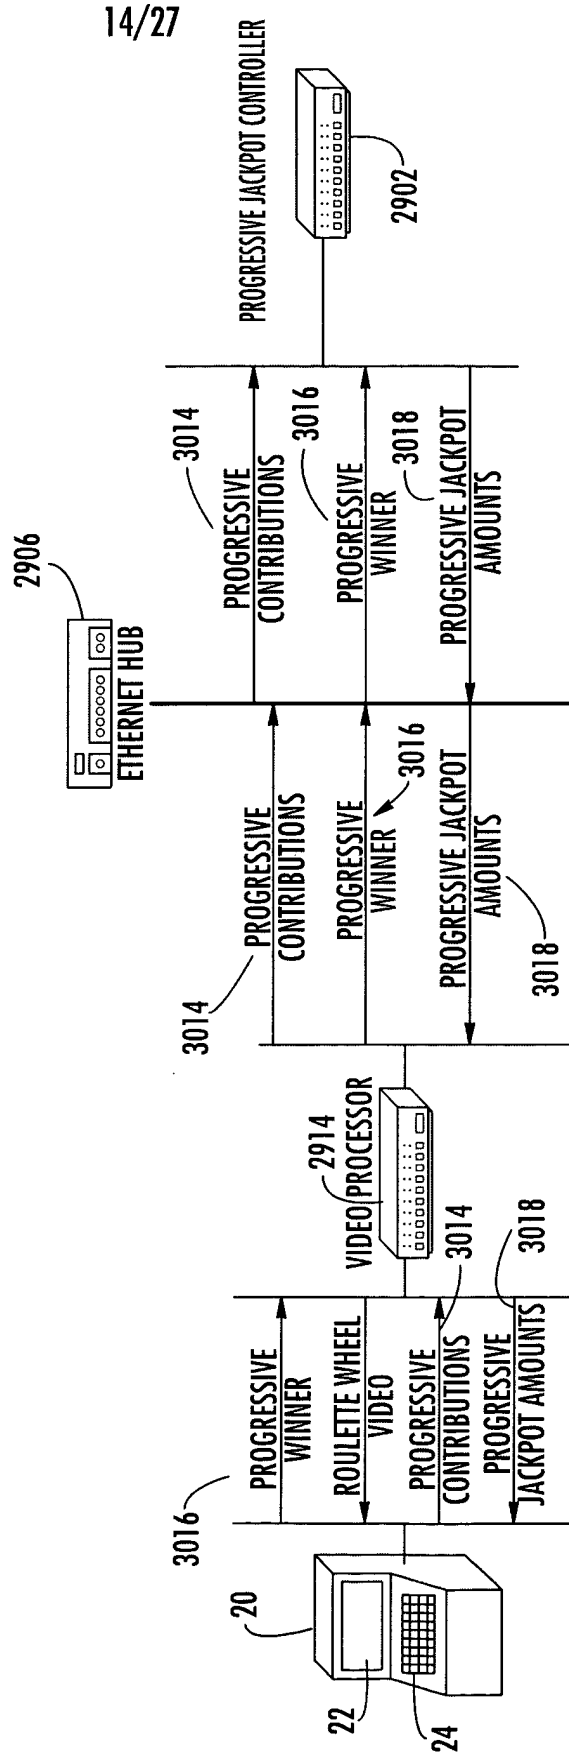 14/27
2906
ETHERNET HUB
PROGRESSIVE JACKPOT CONTROLLER
2902
3016
PROGRESSIVE
WINNER
ROULETTE WHEEL
VIDEO
PROGRESSIVE
CONTRIBUTIONS
3014
PROGRESSIVE
JACKPOT AMOUNTS
3018
20
22
24
VIDEO PROCESSOR
2914
3014
PROGRESSIVE
CONTRIBUTIONS
PROGRESSIVE
WINNER
3016
PROGRESSIVE JACKPOT
AMOUNTS
3018
3014
PROGRESSIVE
CONTRIBUTIONS
3016
PROGRESSIVE
WINNER
3018
PROGRESSIVE JACKPOT
AMOUNTS